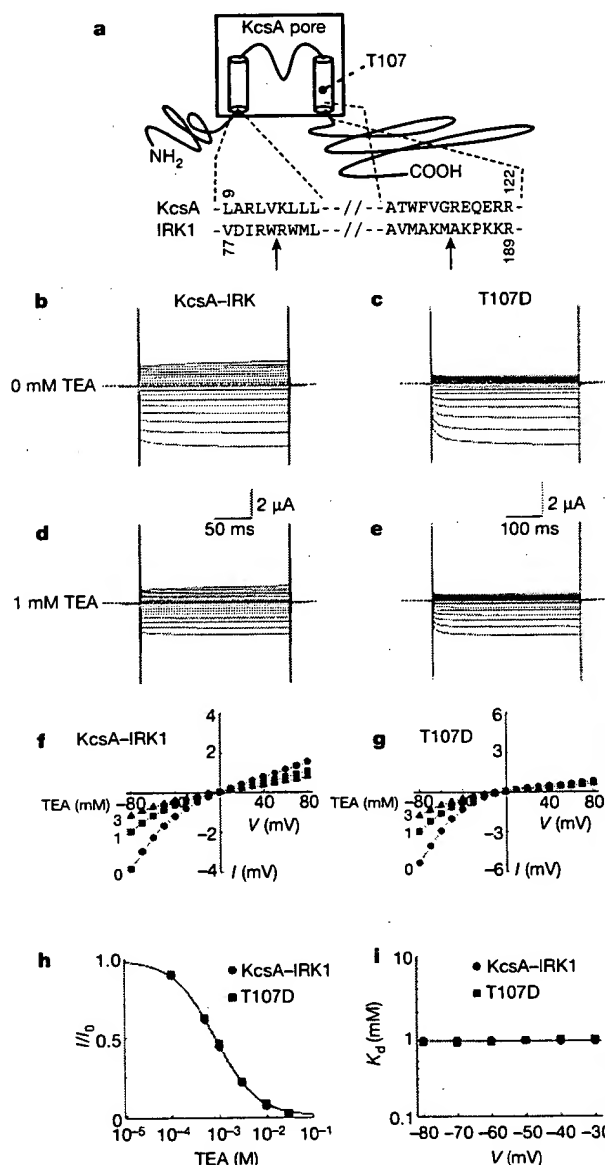 a
KcsA pore
T107
NH₂
COOH
9
122
KcsA -LARLVKLLL--//--ATWFVGREQERR-
IRK1 -VDIRWRWML--//--AVMAKMAKPKKR-
77
189
b KcsA–IRK
c T107D
0 mM TEA
2 μA
50 ms
2 μA
100 ms
d
e
1 mM TEA
f KcsA–IRK1
4
2
TEA (mM) –80
40 80
V (mV)
3
1
0
–2
–4
I (mV)
g T107D
6
3
TEA (mM) –80
40 80
V (mV)
3
1
0
–3
–6
I (mV)
h
KcsA–IRK1
T107D
I/I₀
1.0
0.5
0
10⁻⁵ 10⁻⁴ 10⁻³ 10⁻² 10⁻¹
TEA (M)
i
KcsA–IRK1
T107D
Kd (mM)
10
1
0.1
–80 –70 –60 –50 –40 –30
V (mV)